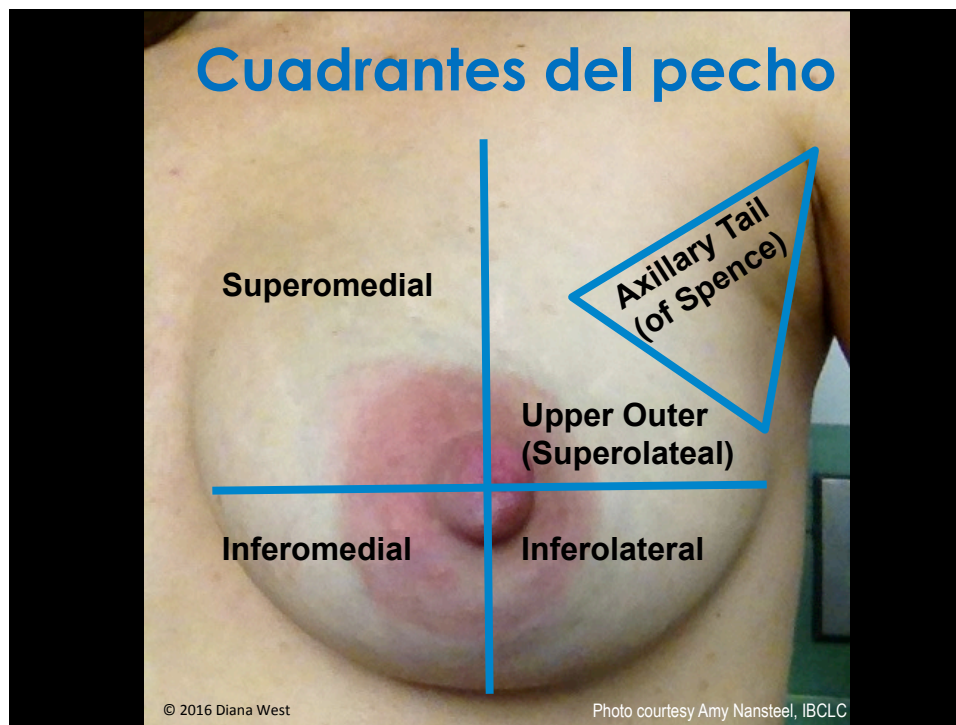 Cuadrantes del pecho
Superomedial
Axillary Tail
(of Spence)
Upper Outer
(Superolateal)
Inferomedial
Inferolateral
© 2016 Diana West
Photo courtesy Amy Nansteel, IBCLC